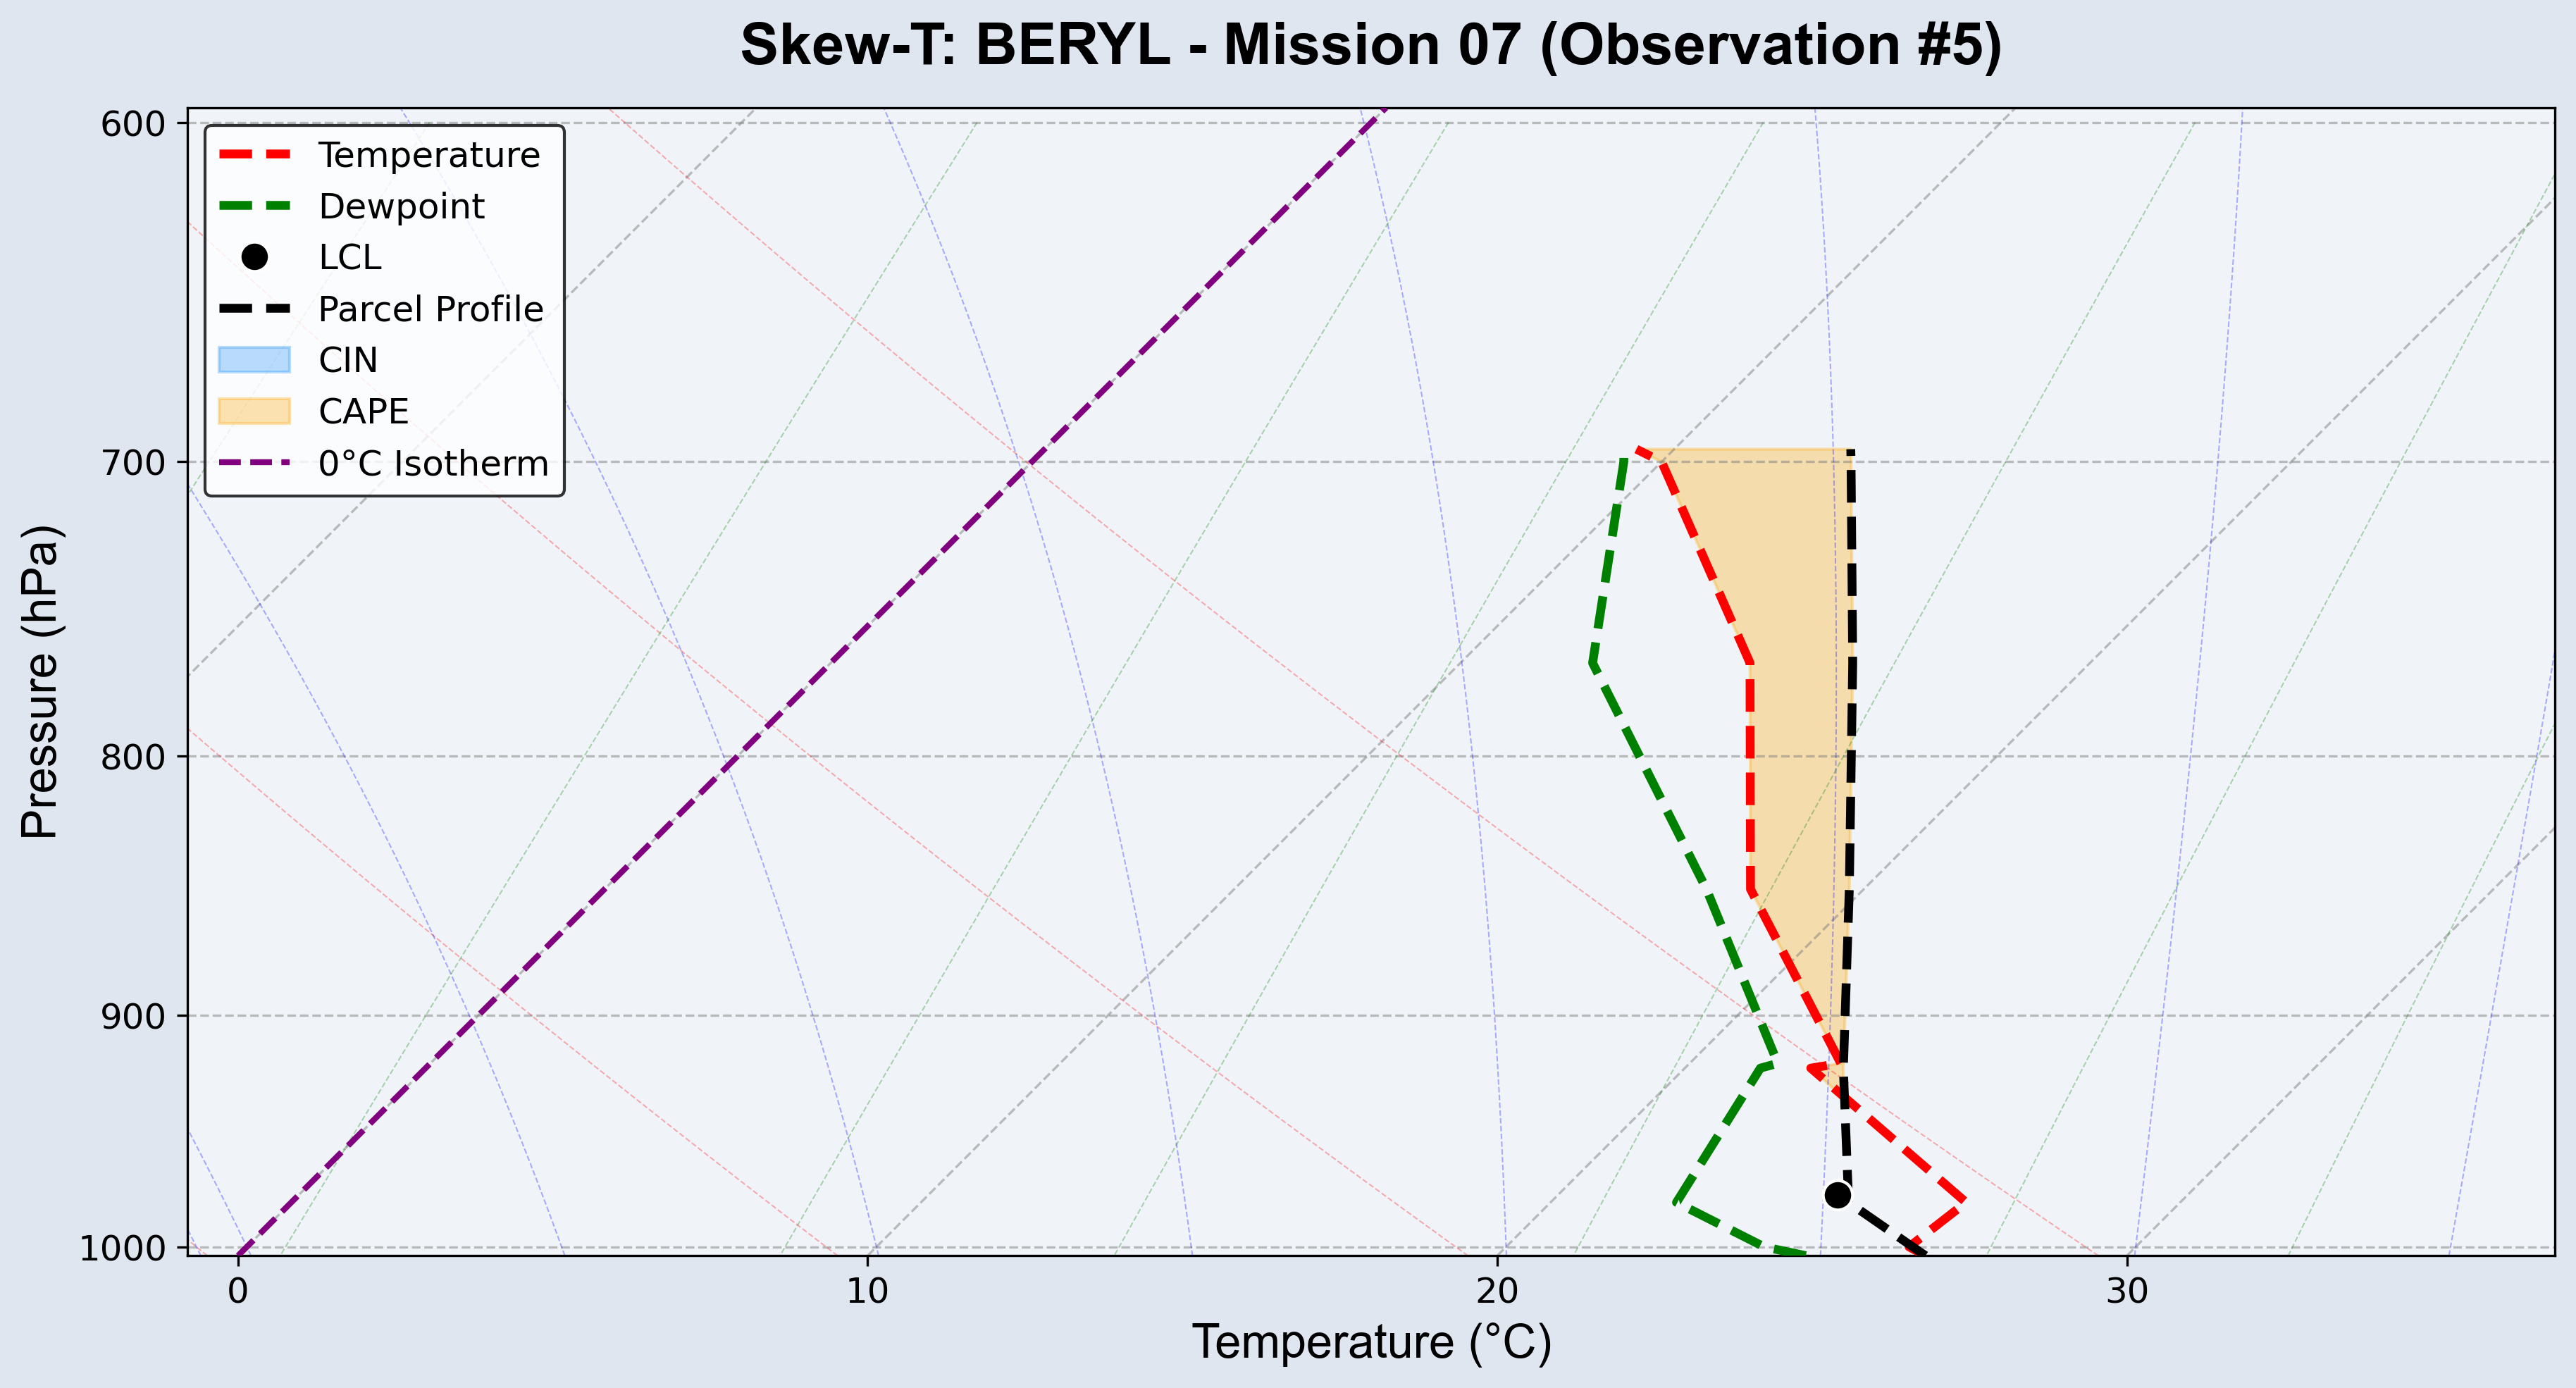 Skew-T: BERYL - Mission 07 (Observation #5)
600
700
800
900
1000
Pressure (hPa)
Temperature
Dewpoint
LCL
Parcel Profile
CIN
CAPE
0°C Isotherm
0
10
20
30
Temperature (°C)